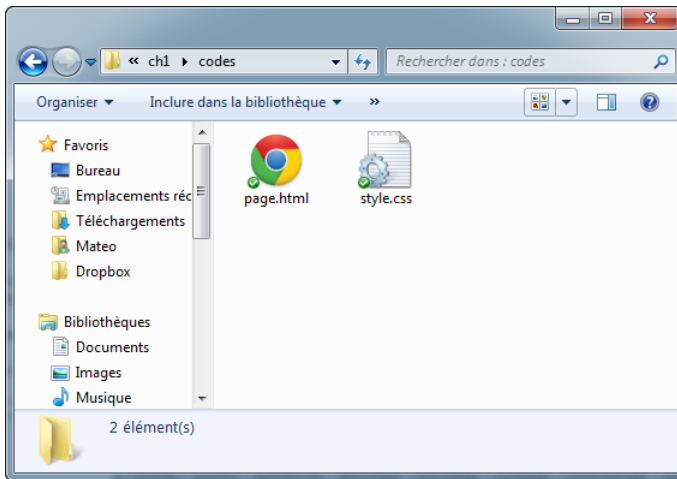 « ch1 codes
Rechercher dans : codes
Organiser
Inclure dans la bibliothèque
»
Favoris
Bureau
Emplacements réc
Téléchargements
Mateo
Dropbox
Bibliothèques
Documents
Images
Musique
page.html
style.css
2 élément(s)